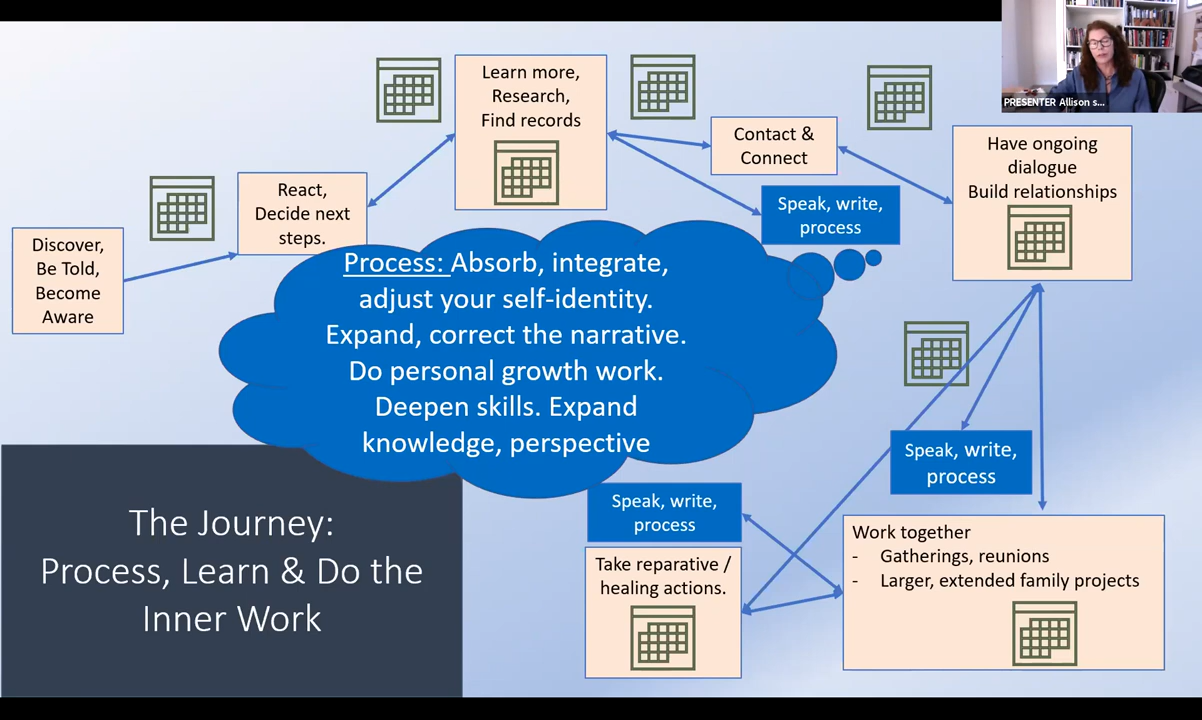 PRESENTER Allison s...
Learn more,
Research,
Find records
Contact &
Connect
Have ongoing
dialogue
Build relationships
React,
Decide next
steps.
Speak, write,
process
Discover,
Be Told,
Become
Aware
Process: Absorb, integrate,
adjust your self-identity.
Expand, correct the narrative.
Do personal growth work.
Deepen skills. Expand
knowledge, perspective
Speak, write,
process
Speak, write,
process
The Journey:
Process, Learn & Do the
Inner Work
Take reparative /
healing actions.
Work together
- Gatherings, reunions
- Larger, extended family projects